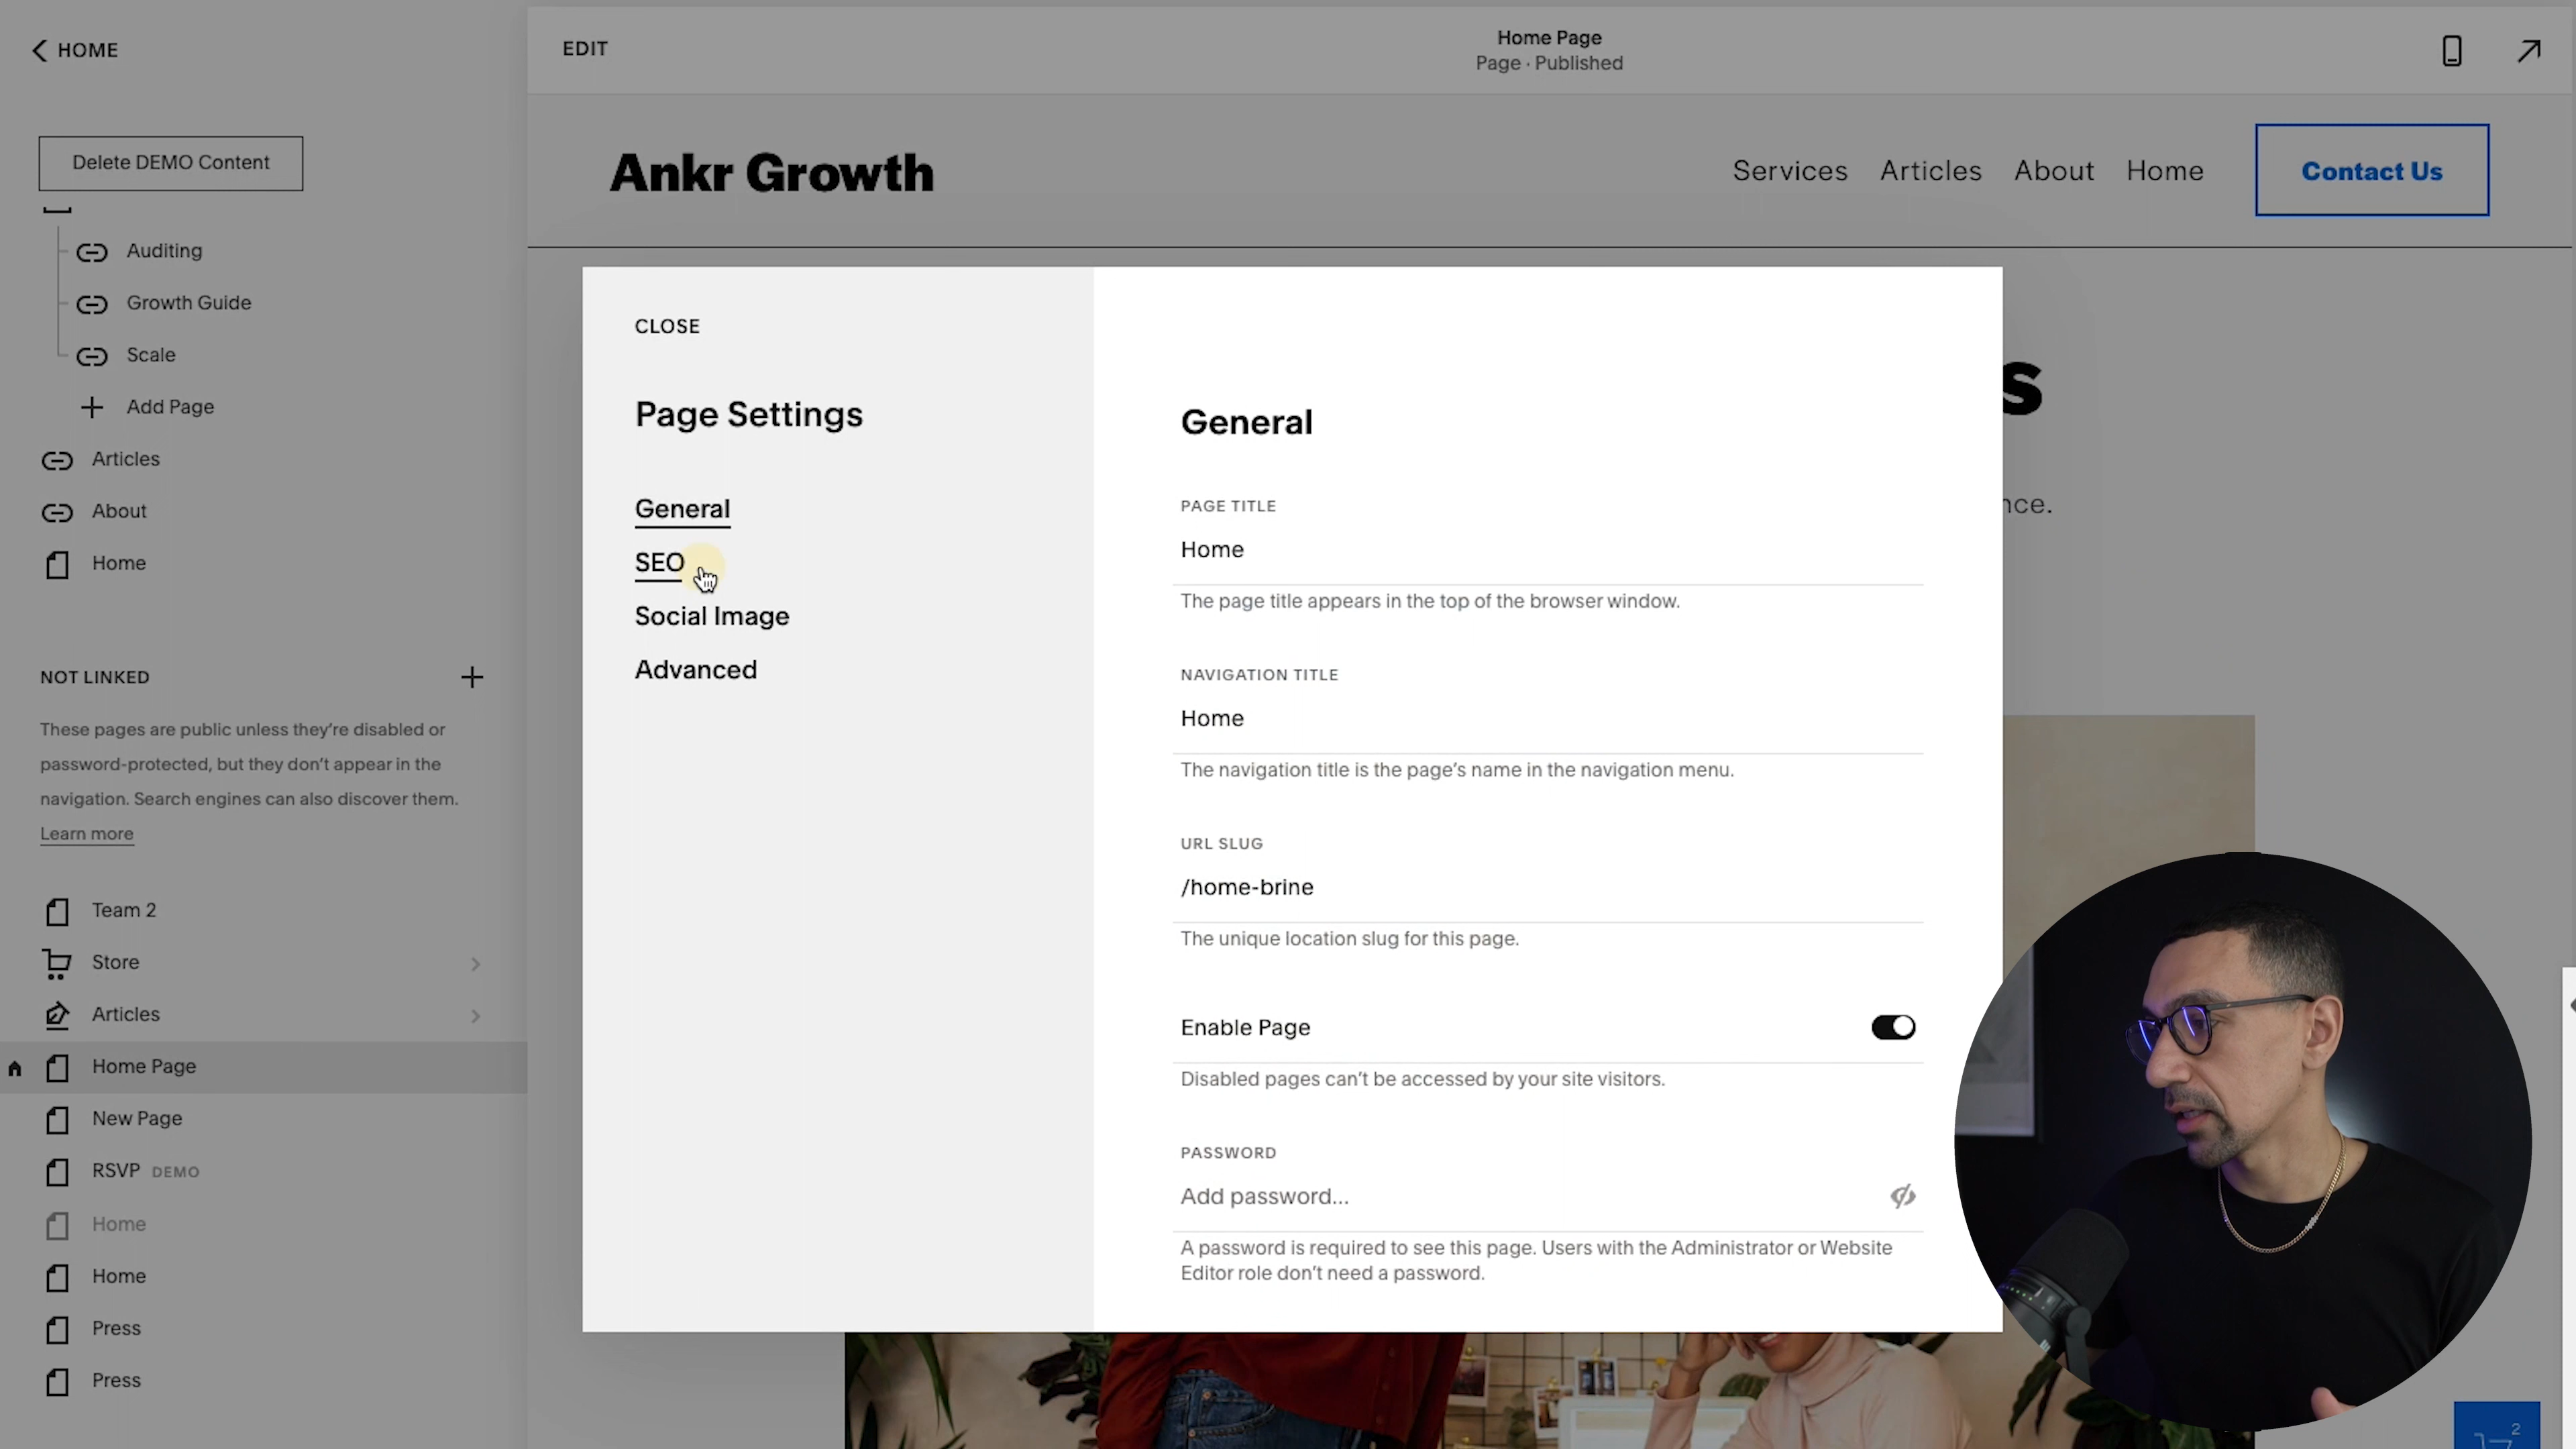 HOME
Delete DEMO Content
Auditing
Growth Guide
Scale
Add Page
Articles
About
Home
NOT LINKED
These pages are public unless they're disabled or
password-protected, but they don't appear in the
navigation. Search engines can also discover them.
Learn more
Team 2
Store
Articles
Home Page
New Page
RSVP DEMO
Home
Home
Press
Press
EDIT
Home Page
Page · Published
Ankr Growth
Services Articles About Home Contact Us
s
nce.
CLOSE
Page Settings
General
SEO
Social Image
Advanced
General
PAGE TITLE
Home
The page title appears in the top of the browser window.
NAVIGATION TITLE
Home
The navigation title is the page's name in the navigation menu.
URL SLUG
/home-brine
The unique location slug for this page.
Enable Page
Disabled pages can't be accessed by your site visitors.
PASSWORD
Add password...
A password is required to see this page. Users with the Administrator or Website
Editor role don't need a password.
2